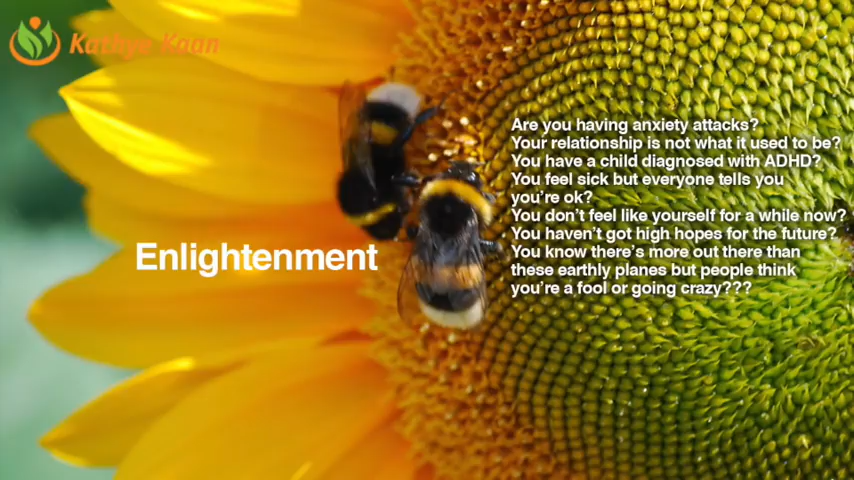 Kathye Kaan
Enlightenment
Are you having anxiety attacks?
Your relationship is not what it used to be?
You have a child diagnosed with ADHD?
You feel sick but everyone tells you
you're ok?
You don't feel like yourself for a while now?
You haven't got high hopes for the future?
You know there's more out there than
these earthly planes but people think
you're a fool or going crazy???